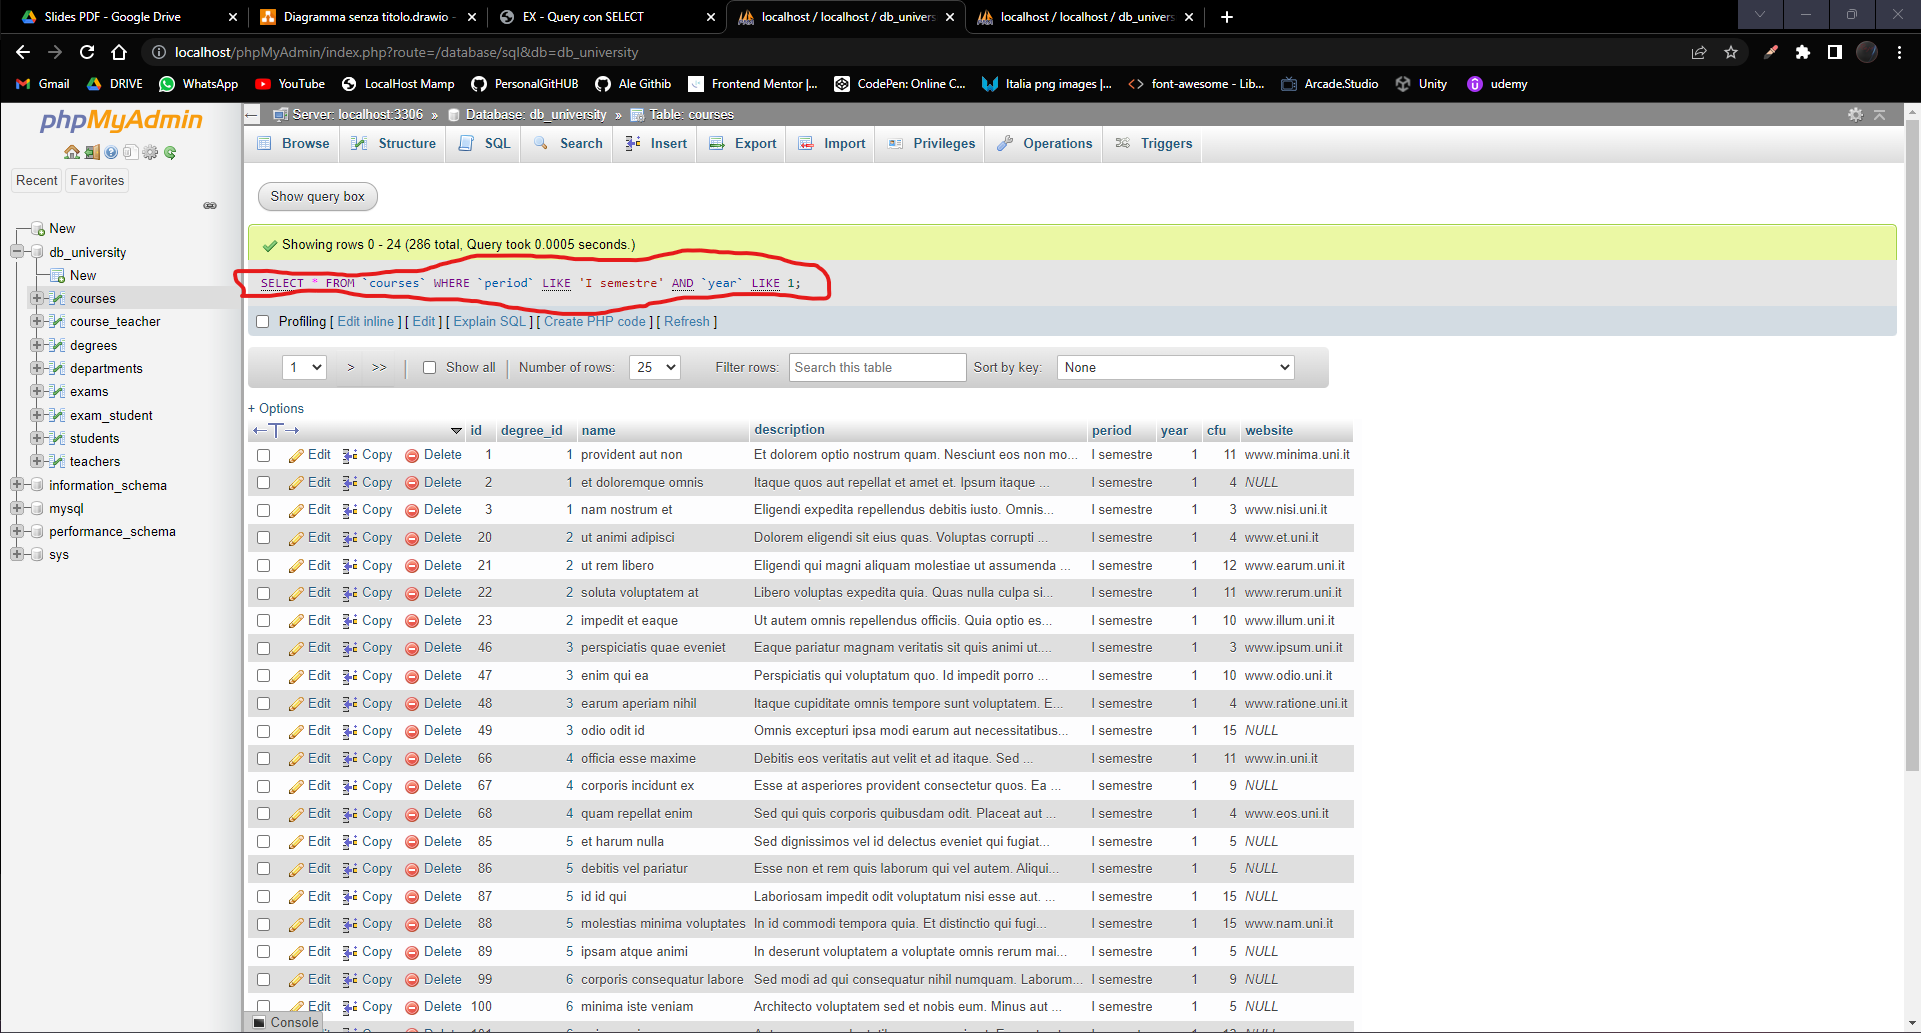 Slides PDF - Google Drive
Diagramma senza titolo.drawio -
EX - Query con SELECT
localhost / localhost / db_univers
localhost / localhost / db_univers
localhost/phpMyAdmin/index.php?route=/database/sql&db=db_university
Gmail DRIVE WhatsApp YouTube LocalHost Mamp PersonalGitHUB Ale Githib Frontend Mentor |... CodePen: Online C... Italia png images |... font-awesome - Lib... Arcade.Studio Unity udemy
phpMyAdmin
Recent Favorites
New
db_university
New
courses
course_teacher
degrees
departments
exams
exam_student
students
teachers
information_schema
mysql
performance_schema
sys
Server: localhost:3306 » Database: db_university » Table: courses
Browse Structure SQL Search Insert Export Import Privileges Operations Triggers
Show query box
Showing rows 0 - 24 (286 total, Query took 0.0005 seconds.)
SELECT * FROM `courses` WHERE `period` LIKE 'I semestre' AND `year` LIKE 1;
Profiling [ Edit inline ] [ Edit ] [ Explain SQL ] [ Create PHP code ] [ Refresh ]
1 > >> | Show all | Number of rows: 25 Filter rows: Search this table Sort by key: None
+ Options
←T→ id degree_id name description period year cfu website
Edit Copy Delete 1 1 provident aut non Et dolorem optio nostrum quam. Nesciunt eos non mo... I semestre 1 11 www.minima.uni.it
Edit Copy Delete 2 1 et doloremque omnis Itaque quos aut repellat et amet et. Ipsum itaque ... I semestre 1 4 NULL
Edit Copy Delete 3 1 nam nostrum et Eligendi expedita repellendus debitis iusto. Omnis... I semestre 1 3 www.nisi.uni.it
Edit Copy Delete 20 2 ut animi adipisci Dolorem eligendi sit eius quas. Voluptas corrupti ... I semestre 1 4 www.et.uni.it
Edit Copy Delete 21 2 ut rem libero Eligendi qui magni aliquam molestiae ut assumenda ... I semestre 1 12 www.earum.uni.it
Edit Copy Delete 22 2 soluta voluptatem at Libero voluptas expedita quia. Quas nulla culpa si... I semestre 1 11 www.rerum.uni.it
Edit Copy Delete 23 2 impedit et eaque Ut autem omnis repellendus officiis. Quia optio es... I semestre 1 10 www.illum.uni.it
Edit Copy Delete 46 3 perspiciatis quae eveniet Eaque pariatur magnam veritatis sit quis animi ut.... I semestre 1 3 www.ipsum.uni.it
Edit Copy Delete 47 3 enim qui ea Perspiciatis qui voluptatum quo. Id impedit porro ... I semestre 1 10 www.odio.uni.it
Edit Copy Delete 48 3 earum aperiam nihil Itaque cupiditate omnis tempore sunt voluptatem. E... I semestre 1 4 www.ratione.uni.it
Edit Copy Delete 49 3 odio odit id Omnis excepturi ipsa modi earum aut necessitatibus... I semestre 1 15 NULL
Edit Copy Delete 66 4 officia esse maxime Debitis eos veritatis aut velit et ad itaque. Sed ... I semestre 1 11 www.in.uni.it
Edit Copy Delete 67 4 corporis incidunt ex Esse at asperiores provident consectetur quos. Ea ... I semestre 1 9 NULL
Edit Copy Delete 68 4 quam repellat enim Sed qui quis corporis quibusdam odit. Placeat aut ... I semestre 1 4 www.eos.uni.it
Edit Copy Delete 85 5 et harum nulla Sed dignissimos vel id delectus eveniet qui fugiat... I semestre 1 5 NULL
Edit Copy Delete 86 5 debitis vel pariatur Esse non et rem quis laborum qui vel autem. Aliqui... I semestre 1 5 NULL
Edit Copy Delete 87 5 id id qui Laboriosam impedit odit voluptatum nisi esse aut. ... I semestre 1 15 NULL
Edit Copy Delete 88 5 molestias minima voluptates In id commodi tempora quia. Et distinctio qui fugi... I semestre 1 15 www.nam.uni.it
Edit Copy Delete 89 5 ipsam atque animi In deserunt voluptatem a voluptate omnis rerum mai... I semestre 1 5 NULL
Edit Copy Delete 99 6 corporis consequatur labore Sed modi ad qui consequatur nihil numquam. Laborum... I semestre 1 9 NULL
Edit Copy Delete 100 6 minima iste veniam Architecto voluptatem sed et nobis eum. Minus aut ... I semestre 1 5 NULL
Console